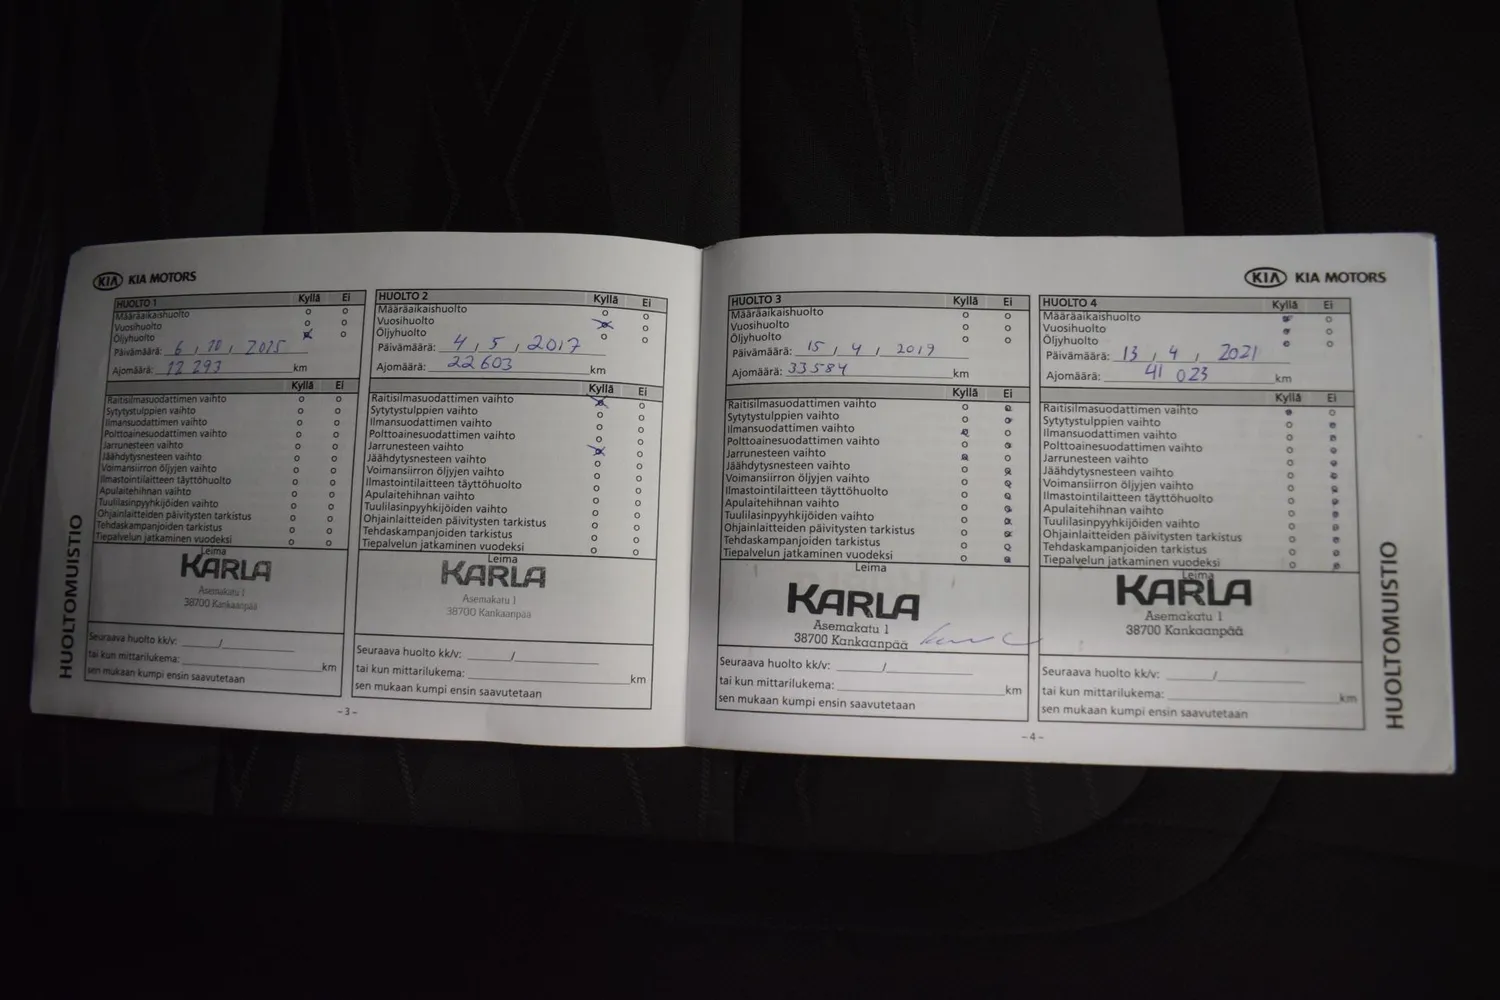 KIA KIA MOTORS
HUOLTO 1 Kyllä Ei
Määräaikaishuolto
Vuosihuolto
Öljyhuolto
Päivämäärä: 6 , 10 , 2015
Ajomäärä: 12 293 km
Kyllä Ei
Raitisilmasuodattimen vaihto
Sytytystulppien vaihto
Ilmansuodattimen vaihto
Polttoainesuodattimen vaihto
Jarrunesteen vaihto
Jäähdytysnesteen vaihto
Voimansiirron öljyjen vaihto
Ilmastointilaitteen täyttöhuolto
Apulaitehihnan vaihto
Tuulilasinpyyhkijöiden vaihto
Ohjainlaitteiden päivitysten tarkistus
Tehdaskampanjoiden tarkistus
Tiepalvelun jatkaminen vuodeksi
Leima
KARLA
Asemakatu 1
38700 Kankaanpää
Seuraava huolto kk/v: /
tai kun mittarilukema: km
sen mukaan kumpi ensin saavutetaan
HUOLTO 2 Kyllä Ei
Määräaikaishuolto
Vuosihuolto
Öljyhuolto
Päivämäärä: 4 , 5 , 2017
Ajomäärä: 22 603 km
Kyllä Ei
Raitisilmasuodattimen vaihto
Sytytystulppien vaihto
Ilmansuodattimen vaihto
Polttoainesuodattimen vaihto
Jarrunesteen vaihto
Jäähdytysnesteen vaihto
Voimansiirron öljyjen vaihto
Ilmastointilaitteen täyttöhuolto
Apulaitehihnan vaihto
Tuulilasinpyyhkijöiden vaihto
Ohjainlaitteiden päivitysten tarkistus
Tehdaskampanjoiden tarkistus
Tiepalvelun jatkaminen vuodeksi
Leima
KARLA
Asemakatu 1
38700 Kankaanpää
Seuraava huolto kk/v: /
tai kun mittarilukema: km
sen mukaan kumpi ensin saavutetaan
HUOLTOMUISTIO
- 3 -
KIA KIA MOTORS
HUOLTO 3 Kyllä Ei
Määräaikaishuolto
Vuosihuolto
Öljyhuolto
Päivämäärä: 15 , 4 , 2019
Ajomäärä: 33 584 km
Kyllä Ei
Raitisilmasuodattimen vaihto
Sytytystulppien vaihto
Ilmansuodattimen vaihto
Polttoainesuodattimen vaihto
Jarrunesteen vaihto
Jäähdytysnesteen vaihto
Voimansiirron öljyjen vaihto
Ilmastointilaitteen täyttöhuolto
Apulaitehihnan vaihto
Tuulilasinpyyhkijöiden vaihto
Ohjainlaitteiden päivitysten tarkistus
Tehdaskampanjoiden tarkistus
Tiepalvelun jatkaminen vuodeksi
Leima
KARLA
Asemakatu 1
38700 Kankaanpää
Seuraava huolto kk/v: /
tai kun mittarilukema: km
sen mukaan kumpi ensin saavutetaan
HUOLTO 4 Kyllä Ei
Määräaikaishuolto
Vuosihuolto
Öljyhuolto
Päivämäärä: 13 , 4 , 2021
Ajomäärä: 41 023 km
Kyllä Ei
Raitisilmasuodattimen vaihto
Sytytystulppien vaihto
Ilmansuodattimen vaihto
Polttoainesuodattimen vaihto
Jarrunesteen vaihto
Jäähdytysnesteen vaihto
Voimansiirron öljyjen vaihto
Ilmastointilaitteen täyttöhuolto
Apulaitehihnan vaihto
Tuulilasinpyyhkijöiden vaihto
Ohjainlaitteiden päivitysten tarkistus
Tehdaskampanjoiden tarkistus
Tiepalvelun jatkaminen vuodeksi
Leima
KARLA
Asemakatu 1
38700 Kankaanpää
Seuraava huolto kk/v: /
tai kun mittarilukema: km
sen mukaan kumpi ensin saavutetaan
HUOLTOMUISTIO
- 4 -